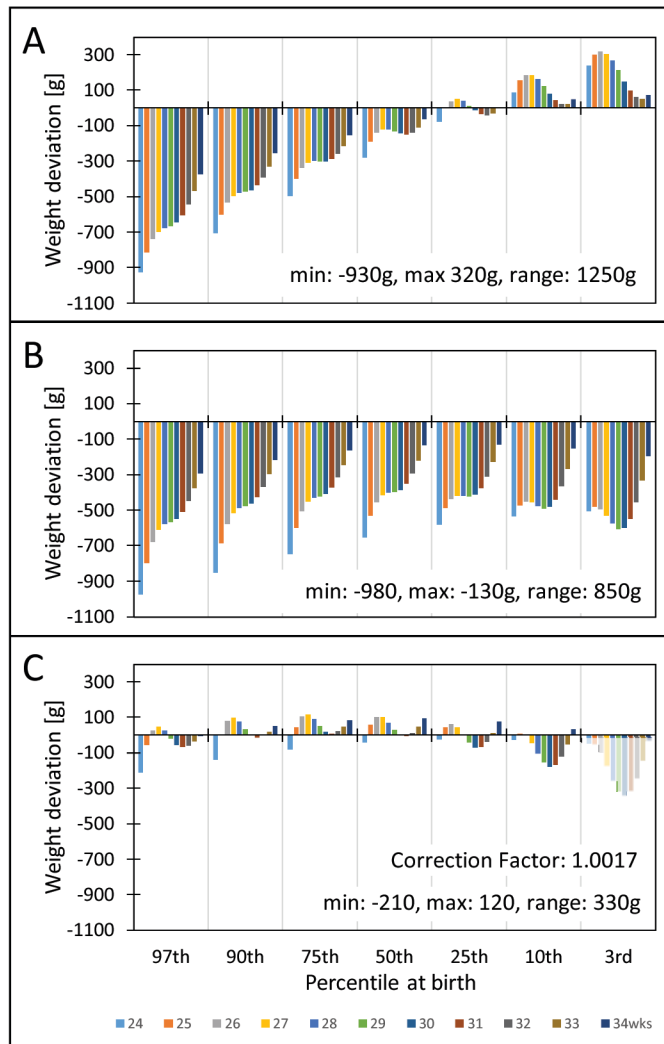 A
Weight deviation [g]
300
100
-100
-300
-500
-700
-900
-1100
min: -930g, max 320g, range: 1250g
B
Weight deviation [g]
300
100
-100
-300
-500
-700
-900
-1100
min: -980, max: -130g, range: 850g
C
Weight deviation [g]
300
100
-100
-300
-500
-700
-900
-1100
Correction Factor: 1.0017
min: -210, max: 120, range: 330g
97th 90th 75th 50th 25th 10th 3rd
Percentile at birth
24 25 26 27 28 29 30 31 32 33 34wks